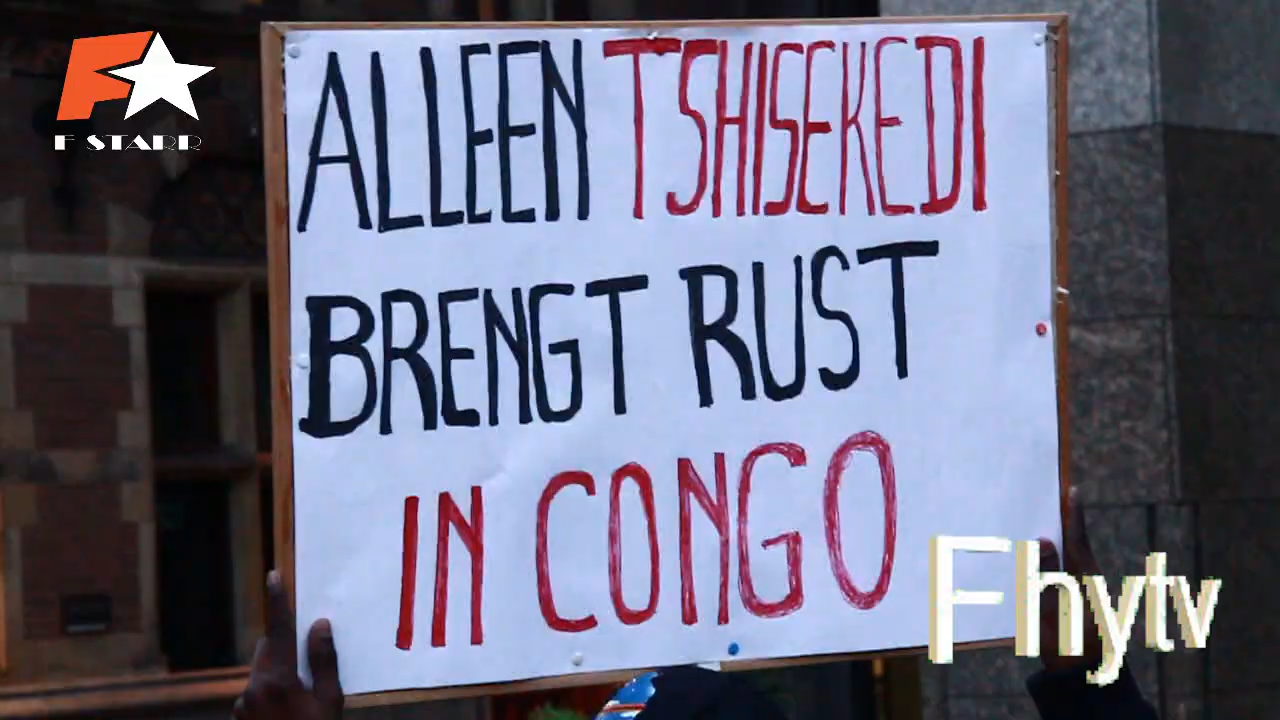 F STARR
ALLEEN TSHISEKEDI
BRENGT RUST
IN CONGO
Fhytv